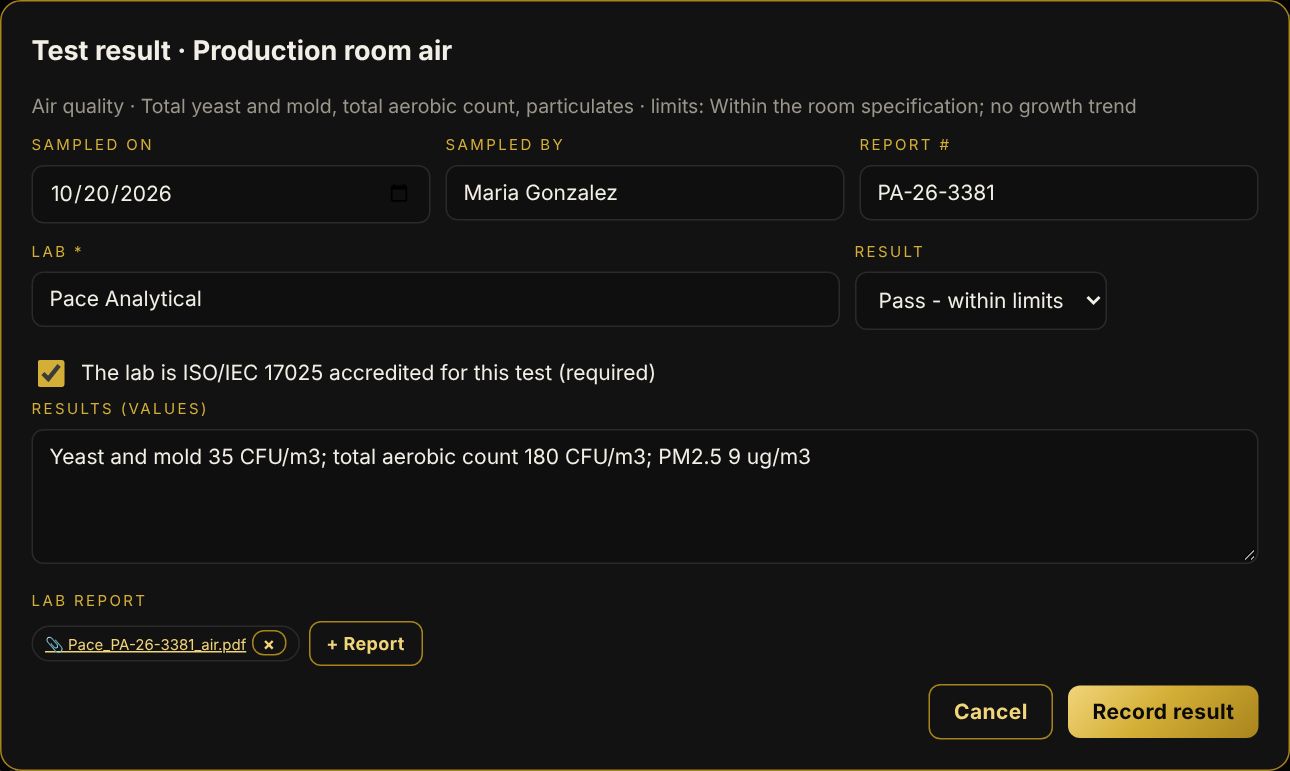 Test result · Production room air
Air quality · Total yeast and mold, total aerobic count, particulates · limits: Within the room specification; no growth trend
SAMPLED ON
SAMPLED BY
REPORT #
10/20/2026
Maria Gonzalez
PA-26-3381
LAB *
RESULT
Pace Analytical
Pass - within limits
The lab is ISO/IEC 17025 accredited for this test (required)
RESULTS (VALUES)
Yeast and mold 35 CFU/m3; total aerobic count 180 CFU/m3; PM2.5 9 ug/m3
LAB REPORT
Pace_PA-26-3381_air.pdf ×
+ Report
Cancel
Record result